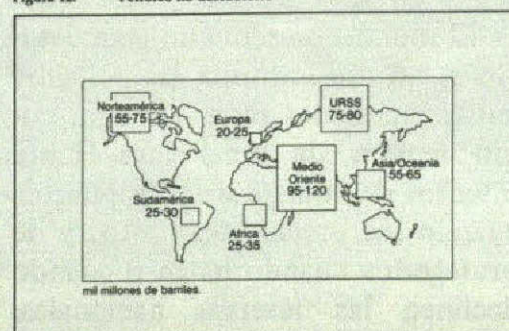 Norteamérica
55-75
Europa
20-25
URSS
75-80
Medio
Oriente
95-120
Asia/Oceanía
55-65
Sudamérica
25-30
Africa
25-35
mil millones de barriles.